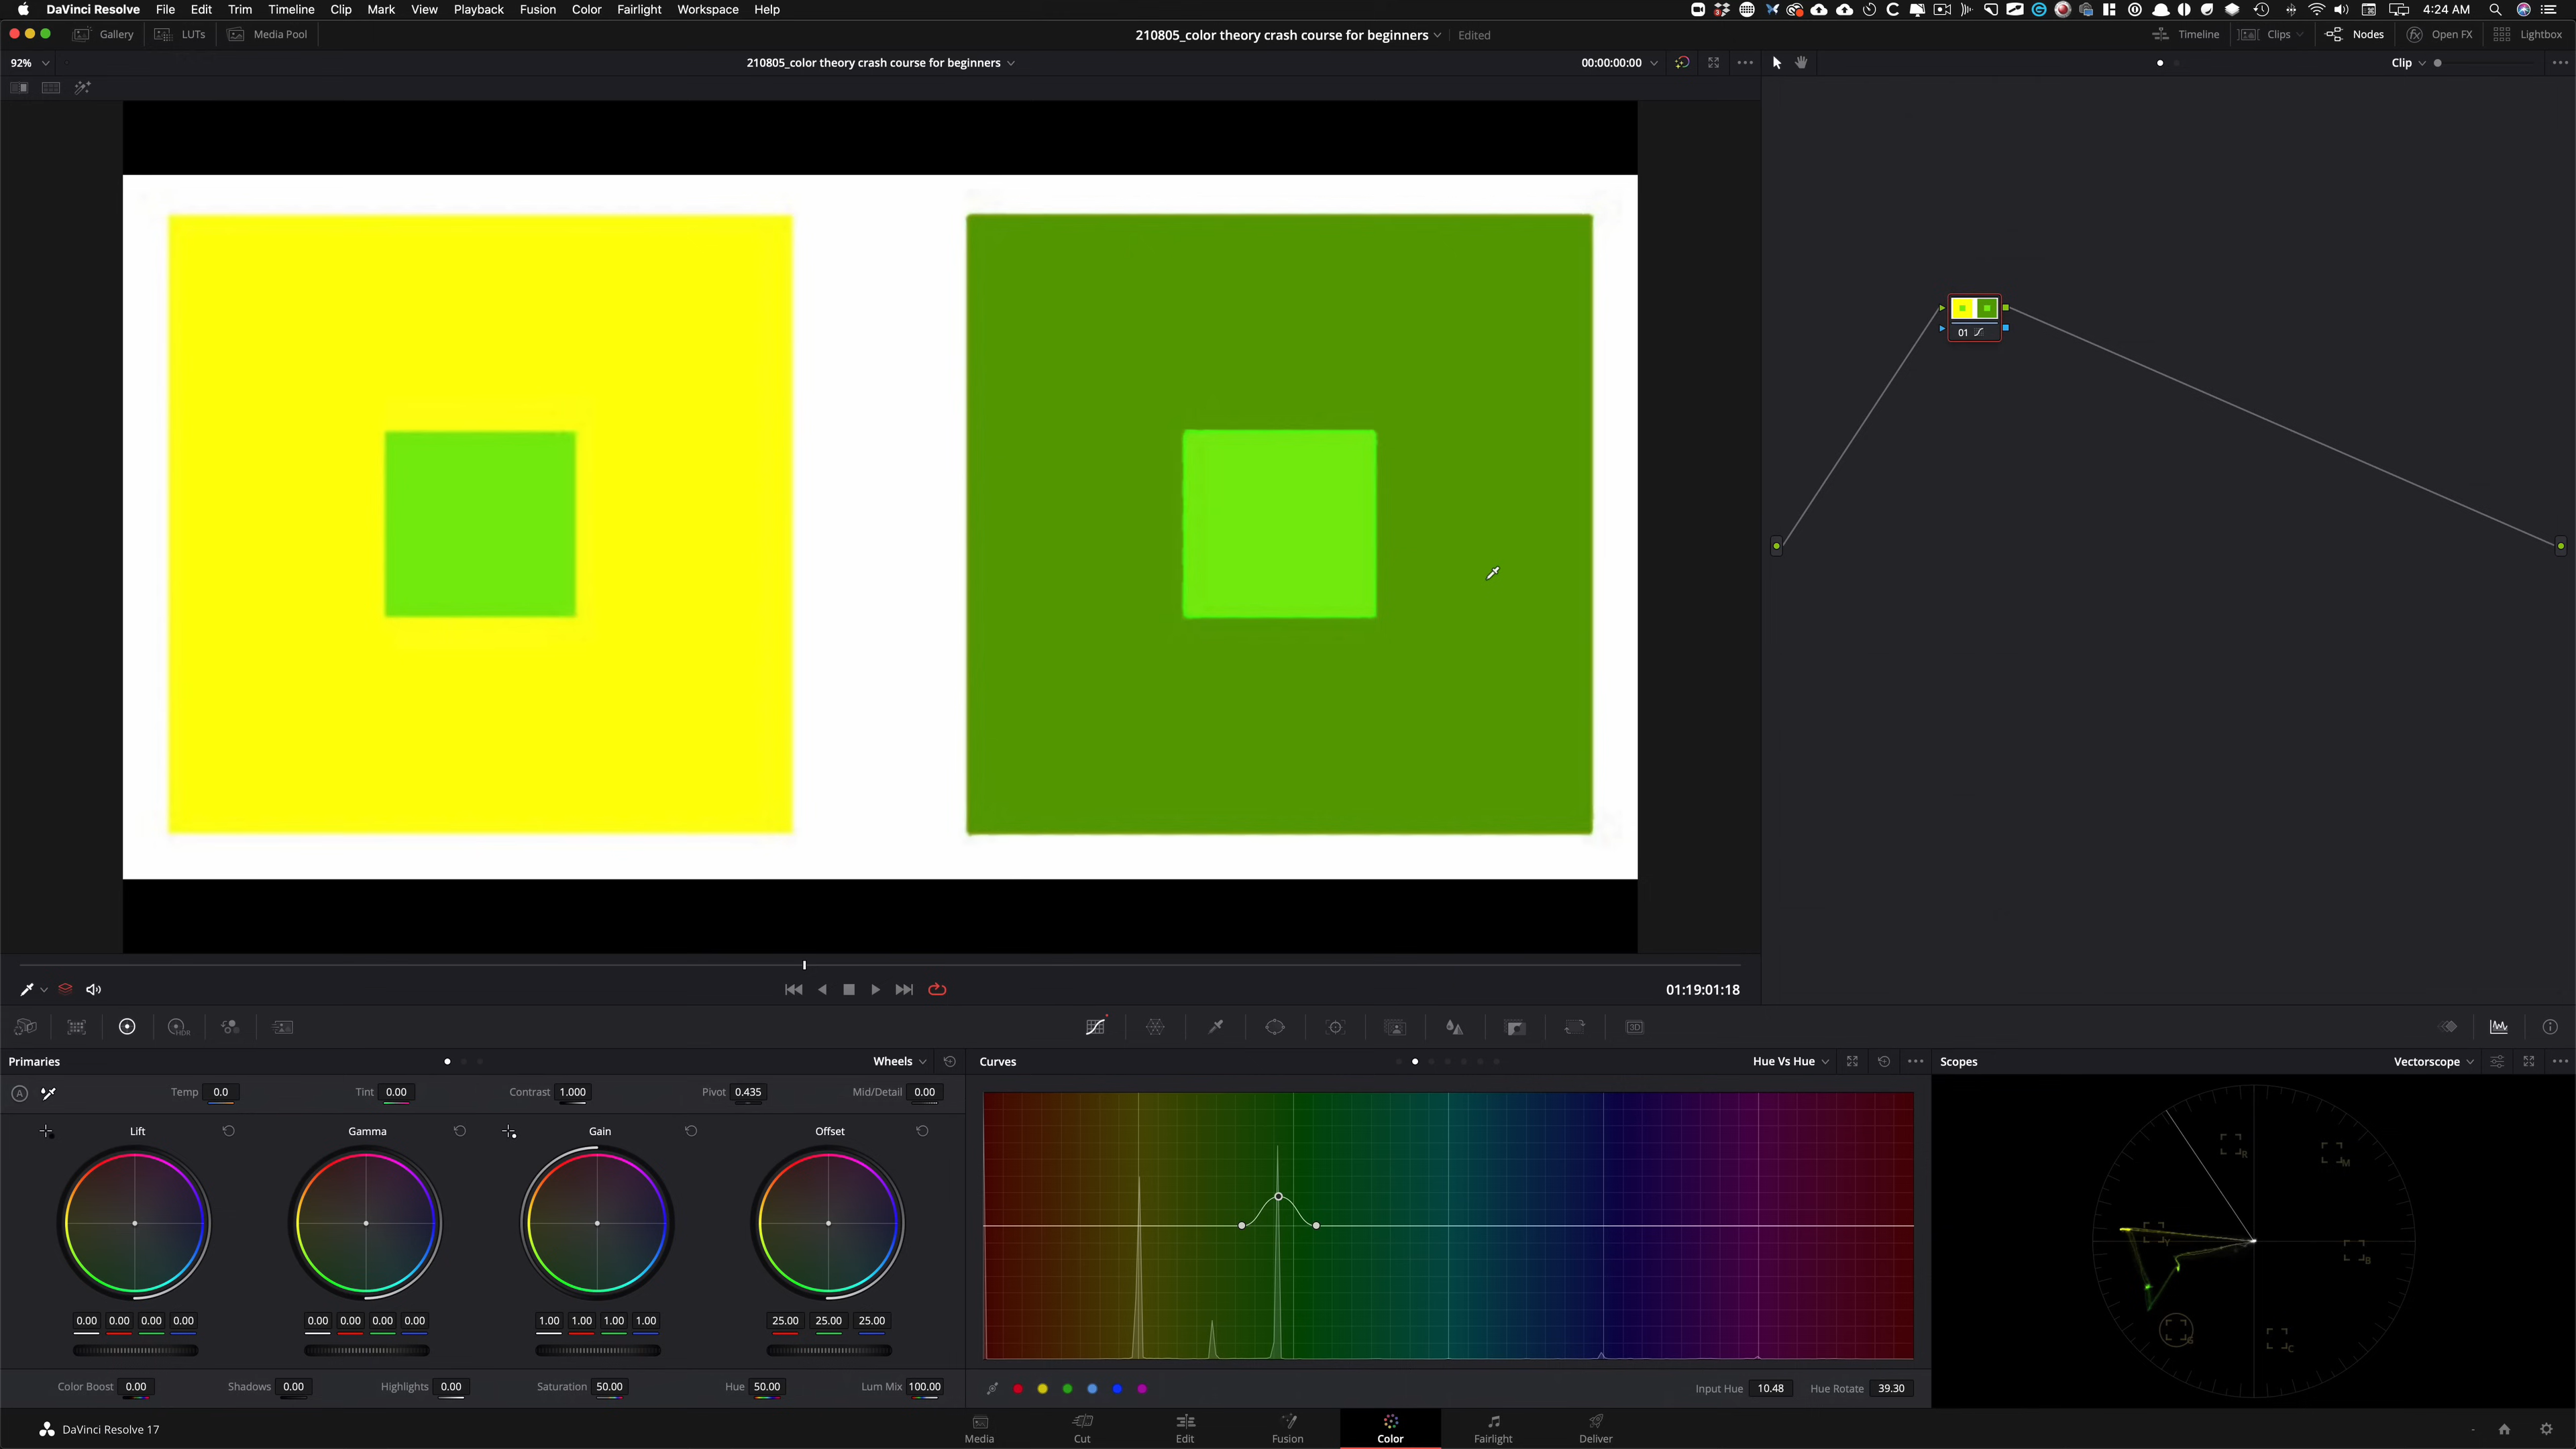 DaVinci Resolve File Edit Trim Timeline Clip Mark View Playback Fusion Color Fairlight Workspace Help 4:24 AM
Gallery LUTs Media Pool 210805_color theory crash course for beginners Edited Timeline Clips Nodes Open FX Lightbox
92% 210805_color theory crash course for beginners 00:00:00:00 Clip
01
01:19:01:18
HDR 3D
Primaries Wheels Curves Hue Vs Hue Scopes Vectorscope
A Temp 0.0 Tint 0.00 Contrast 1.000 Pivot 0.435 Mid/Detail 0.00
Lift Gamma Gain Offset
R M
Y B
G C
0.00 0.00 0.00 0.00 0.00 0.00 0.00 0.00 1.00 1.00 1.00 1.00 25.00 25.00 25.00
Color Boost 0.00 Shadows 0.00 Highlights 0.00 Saturation 50.00 Hue 50.00 Lum Mix 100.00 Input Hue 10.48 Hue Rotate 39.30
DaVinci Resolve 17 Media Cut Edit Fusion Color Fairlight Deliver